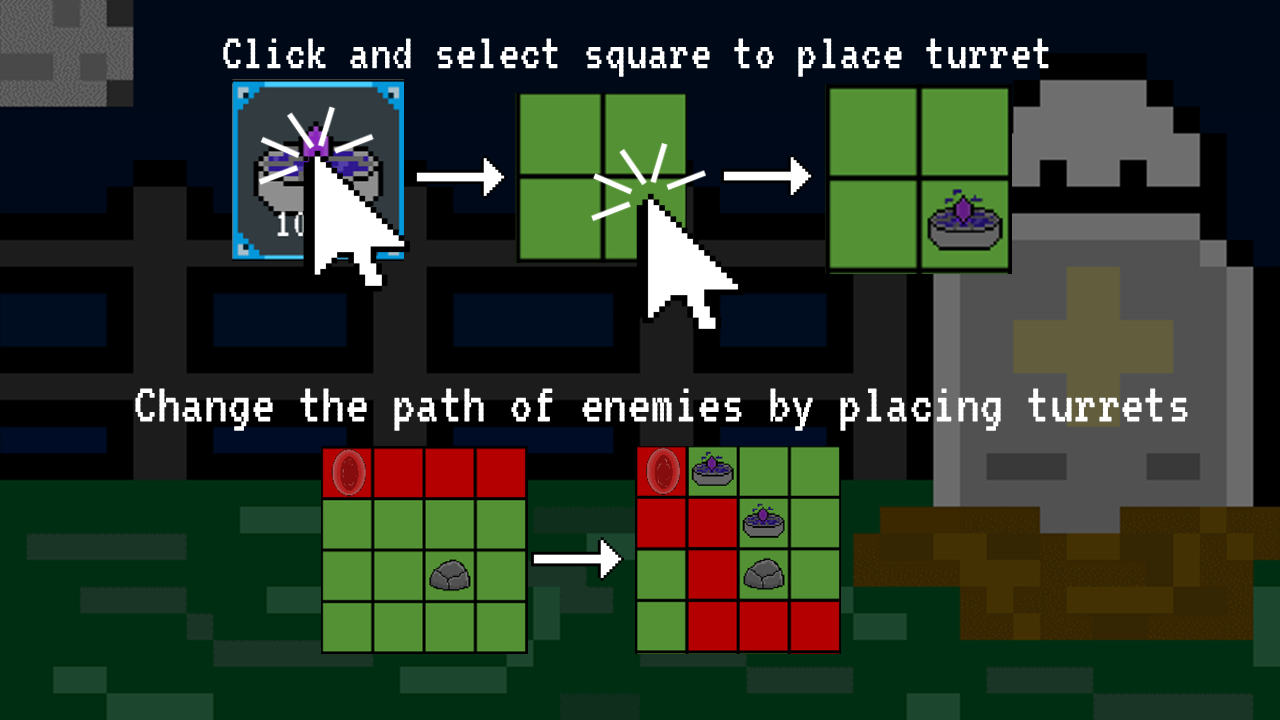 Click and select square to place turret
Change the path of enemies by placing turrets